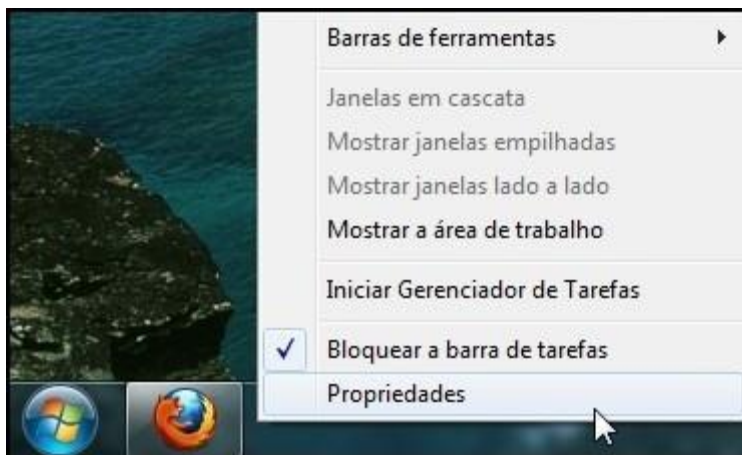 Barras de ferramentas
Janelas em cascata
Mostrar janelas empilhadas
Mostrar janelas lado a lado
Mostrar a área de trabalho
Iniciar Gerenciador de Tarefas
Bloquear a barra de tarefas
Propriedades